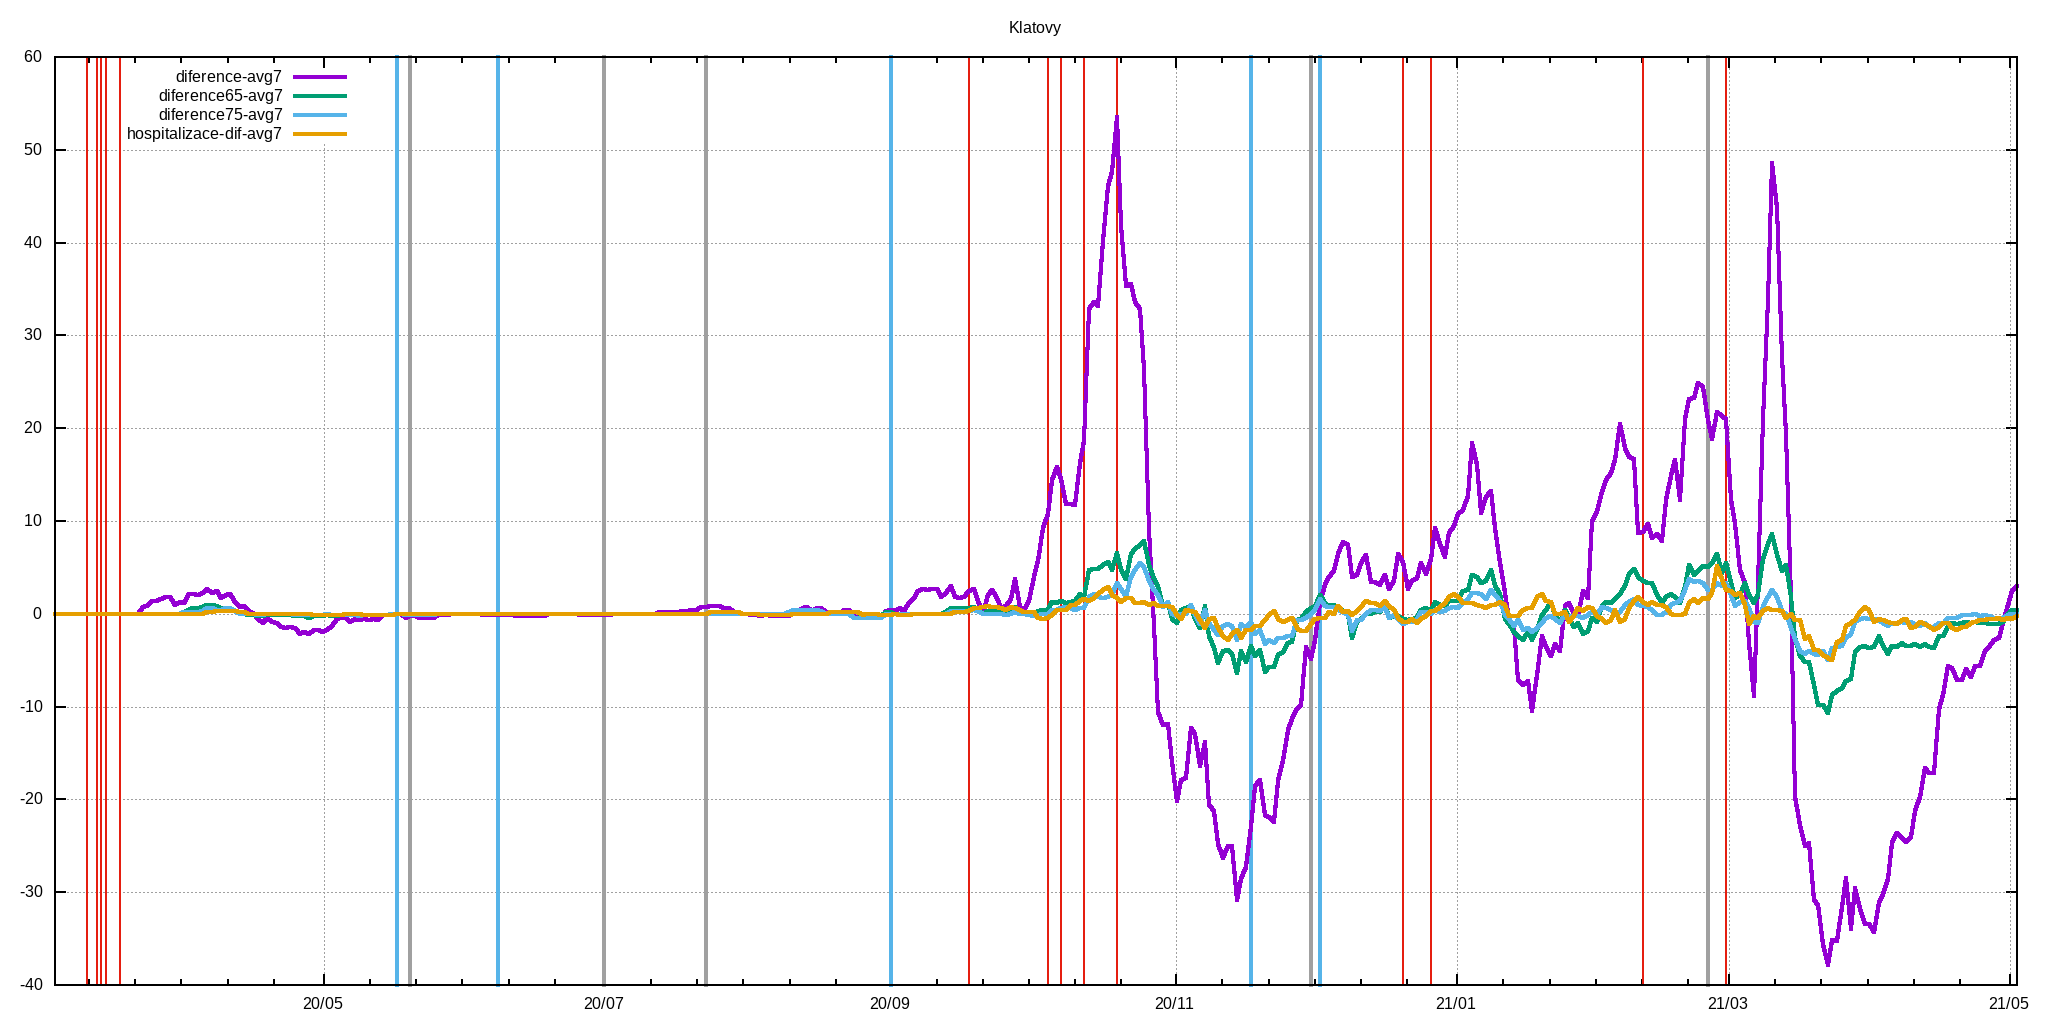 Klatovy
60
diference-avg7
diference65-avg7
diference75-avg7
hospitalizace-dif-avg7
50
40
30
20
10
0
-10
-20
-30
-40
20/05 20/07 20/09 20/11 21/01 21/03 21/05